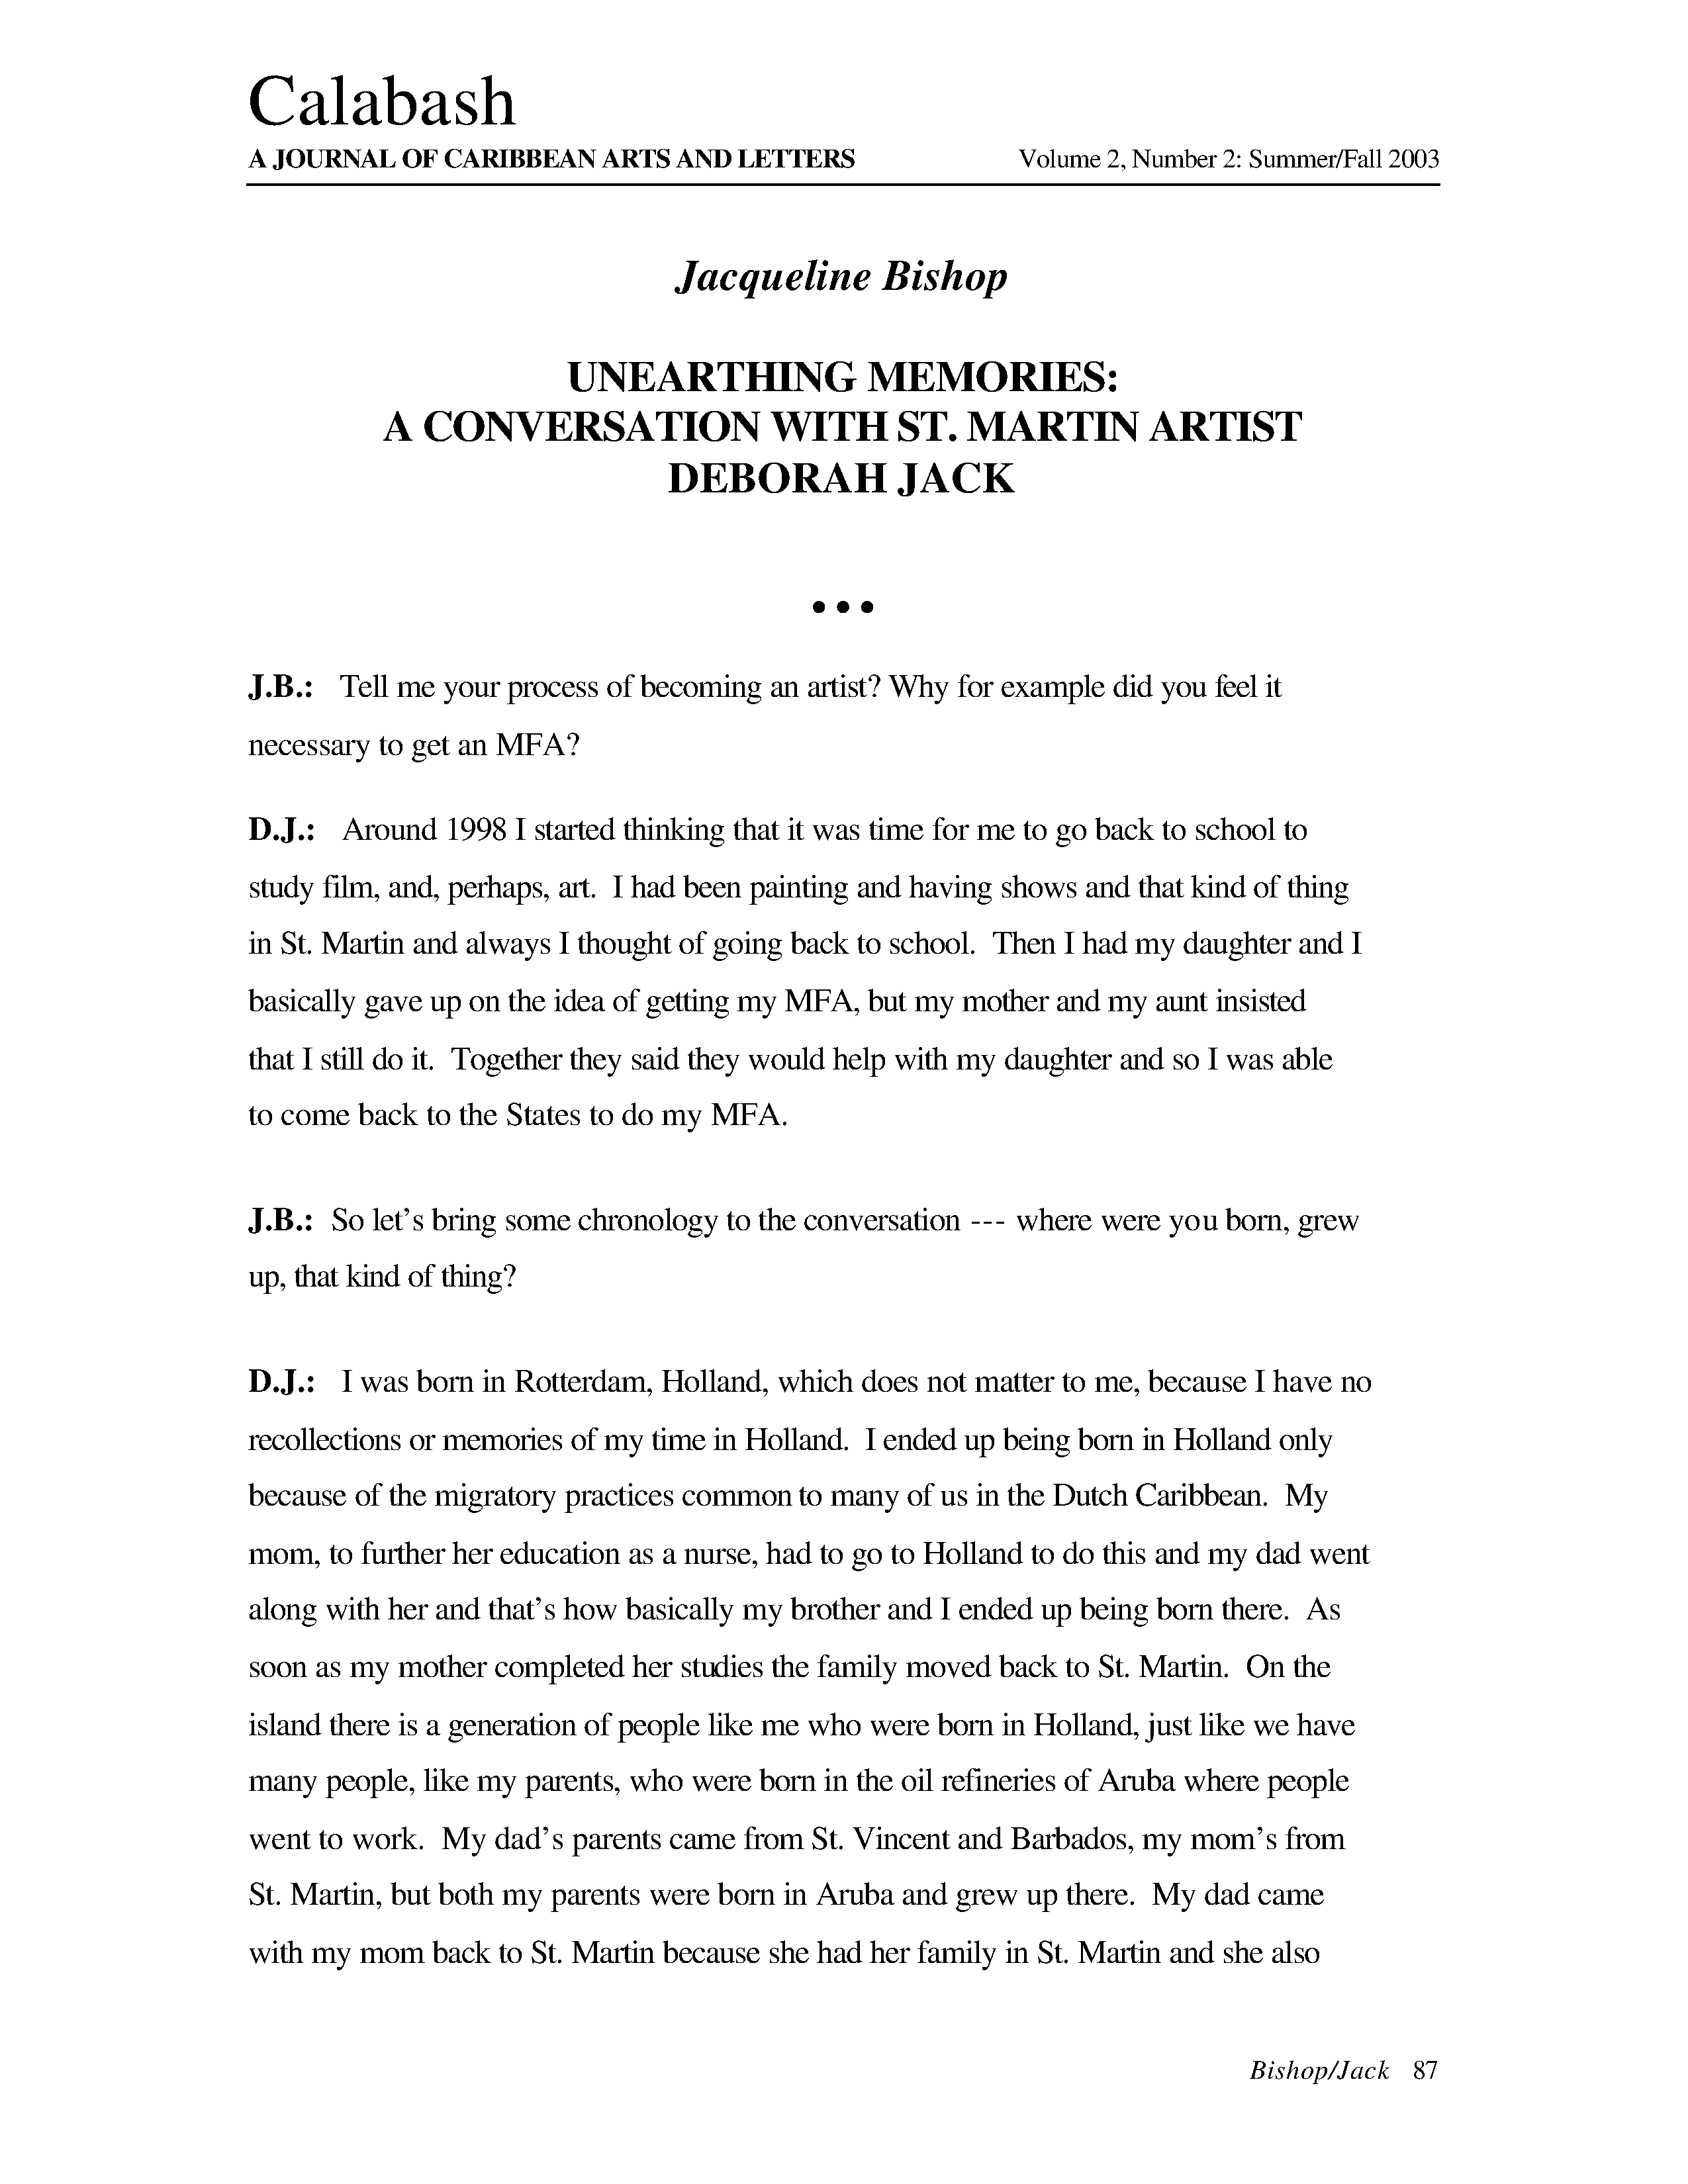 Calabash
A JOURNAL OF CARIBBEAN ARTS AND LETTERS Volume 2, Number 2: Summer/Fall 2003
Jacqueline Bishop
UNEARTHING MEMORIES:
A CONVERSATION WITH ST. MARTIN ARTIST
DEBORAH JACK
• • •
J.B.: Tell me your process of becoming an artist? Why for example did you feel it
necessary to get an MFA?
D.J.: Around 1998 I started thinking that it was time for me to go back to school to
study film, and, perhaps, art. I had been painting and having shows and that kind of thing
in St. Martin and always I thought of going back to school. Then I had my daughter and I
basically gave up on the idea of getting my MFA, but my mother and my aunt insisted
that I still do it. Together they said they would help with my daughter and so I was able
to come back to the States to do my MFA.
J.B.: So let's bring some chronology to the conversation --- where were you born, grew
up, that kind of thing?
D.J.: I was born in Rotterdam, Holland, which does not matter to me, because I have no
recollections or memories of my time in Holland. I ended up being born in Holland only
because of the migratory practices common to many of us in the Dutch Caribbean. My
mom, to further her education as a nurse, had to go to Holland to do this and my dad went
along with her and that's how basically my brother and I ended up being born there. As
soon as my mother completed her studies the family moved back to St. Martin. On the
island there is a generation of people like me who were born in Holland, just like we have
many people, like my parents, who were born in the oil refineries of Aruba where people
went to work. My dad's parents came from St. Vincent and Barbados, my mom's from
St. Martin, but both my parents were born in Aruba and grew up there. My dad came
with my mom back to St. Martin because she had her family in St. Martin and she also
Bishop/Jack 87